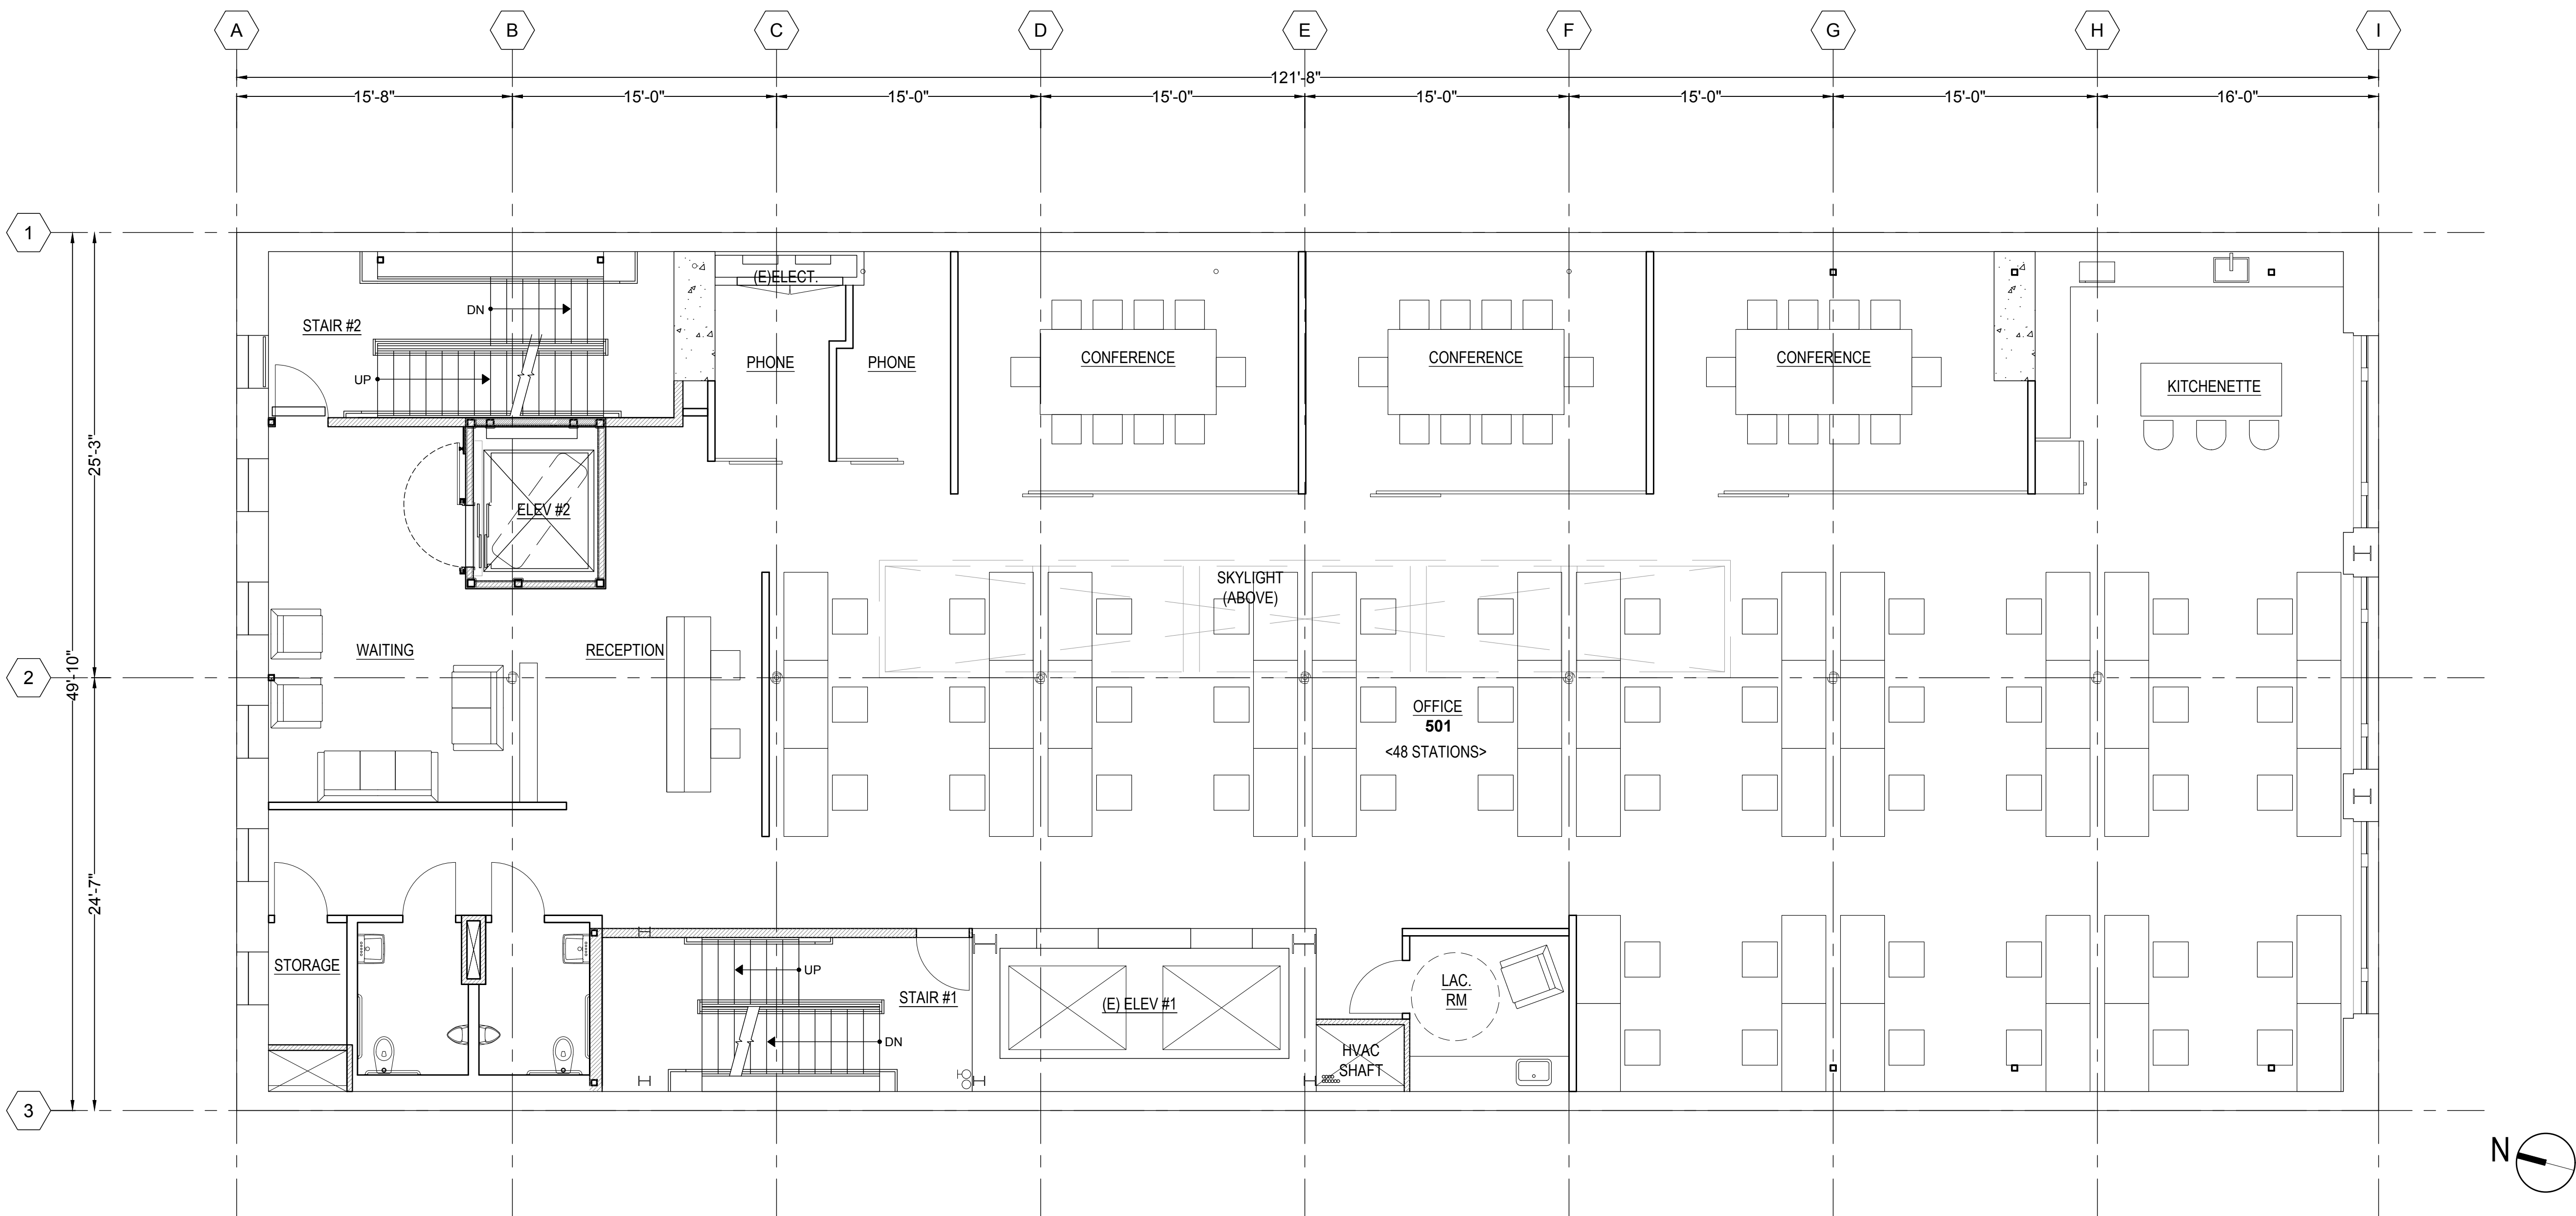 A B C D E F G H I
121'-8"
15'-8" 15'-0" 15'-0" 15'-0" 15'-0" 15'-0" 15'-0" 16'-0"
1
(E)ELECT.
DN
STAIR #2
PHONE PHONE CONFERENCE CONFERENCE CONFERENCE
UP
KITCHENETTE
25'-3"
ELEV #2
SKYLIGHT
(ABOVE)
WAITING RECEPTION
2
49'-10"
OFFICE
501
<48 STATIONS>
24'-7"
STORAGE
UP
STAIR #1
(E) ELEV #1
LAC.
RM
DN
HVAC
SHAFT
3
N